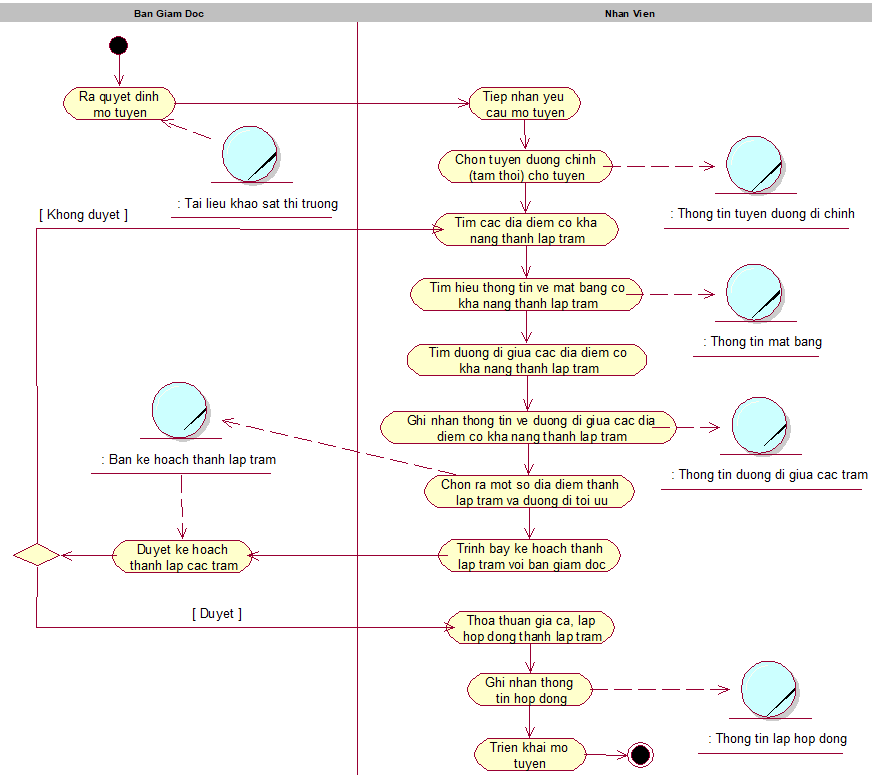 Ban Giam Doc
Nhan Vien
Ra quyet dinh
mo tuyen
Tiep nhan yeu
cau mo tuyen
Chon tuyen duong chinh
(tam thoi) cho tuyen
: Tai lieu khao sat thi truong
: Thong tin tuyen duong di chinh
[ Khong duyet ]
Tim cac dia diem co kha
nang thanh lap tram
Tim hieu thong tin ve mat bang co
kha nang thanh lap tram
: Thong tin mat bang
Tim duong di giua cac dia diem co
kha nang thanh lap tram
Ghi nhan thong tin ve duong di giua cac dia
diem co kha nang thanh lap tram
: Ban ke hoach thanh lap tram
: Thong tin duong di giua cac tram
Chon ra mot so dia diem thanh
lap tram va duong di toi uu
Duyet ke hoach
thanh lap cac tram
Trinh bay ke hoach thanh
lap tram voi ban giam doc
[ Duyet ]
Thoa thuan gia ca, lap
hop dong thanh lap tram
Ghi nhan thong
tin hop dong
: Thong tin lap hop dong
Trien khai mo
tuyen